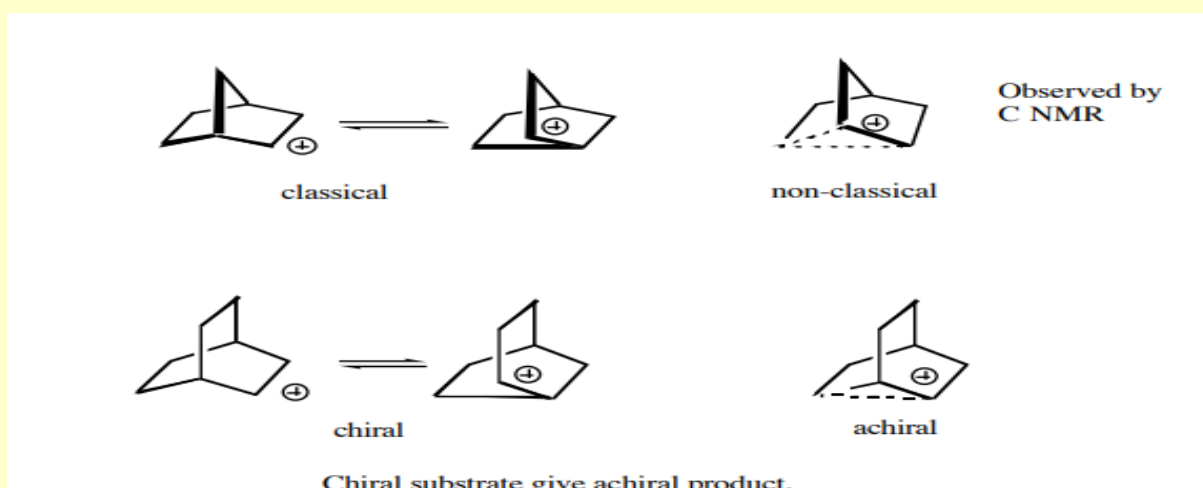 Observed by
C NMR
classical
non-classical
chiral
achiral
Chiral substrate give achiral product.